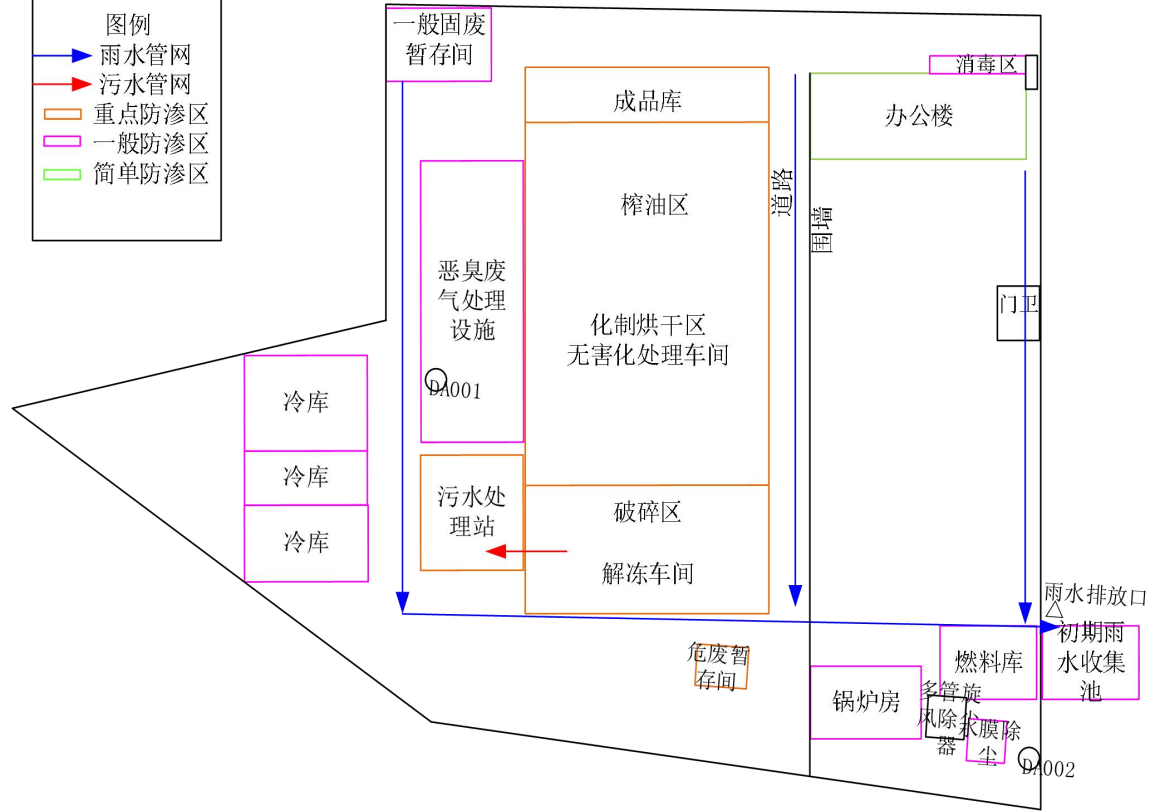 图例
雨水管网
污水管网
重点防渗区
一般防渗区
简单防渗区
一般固废
暂存间
成品库
消毒区
办公楼
道路
榨油区
围墙
恶臭废
气处理
设施
DA001
化制烘干区
无害化处理车间
门卫
冷库
冷库
冷库
污水处
理站
破碎区
解冻车间
雨水排放口
初期雨
水收集
池
危废暂
存间
燃料库
锅炉房
多管旋
风除尘
器
水膜除
尘
DA002